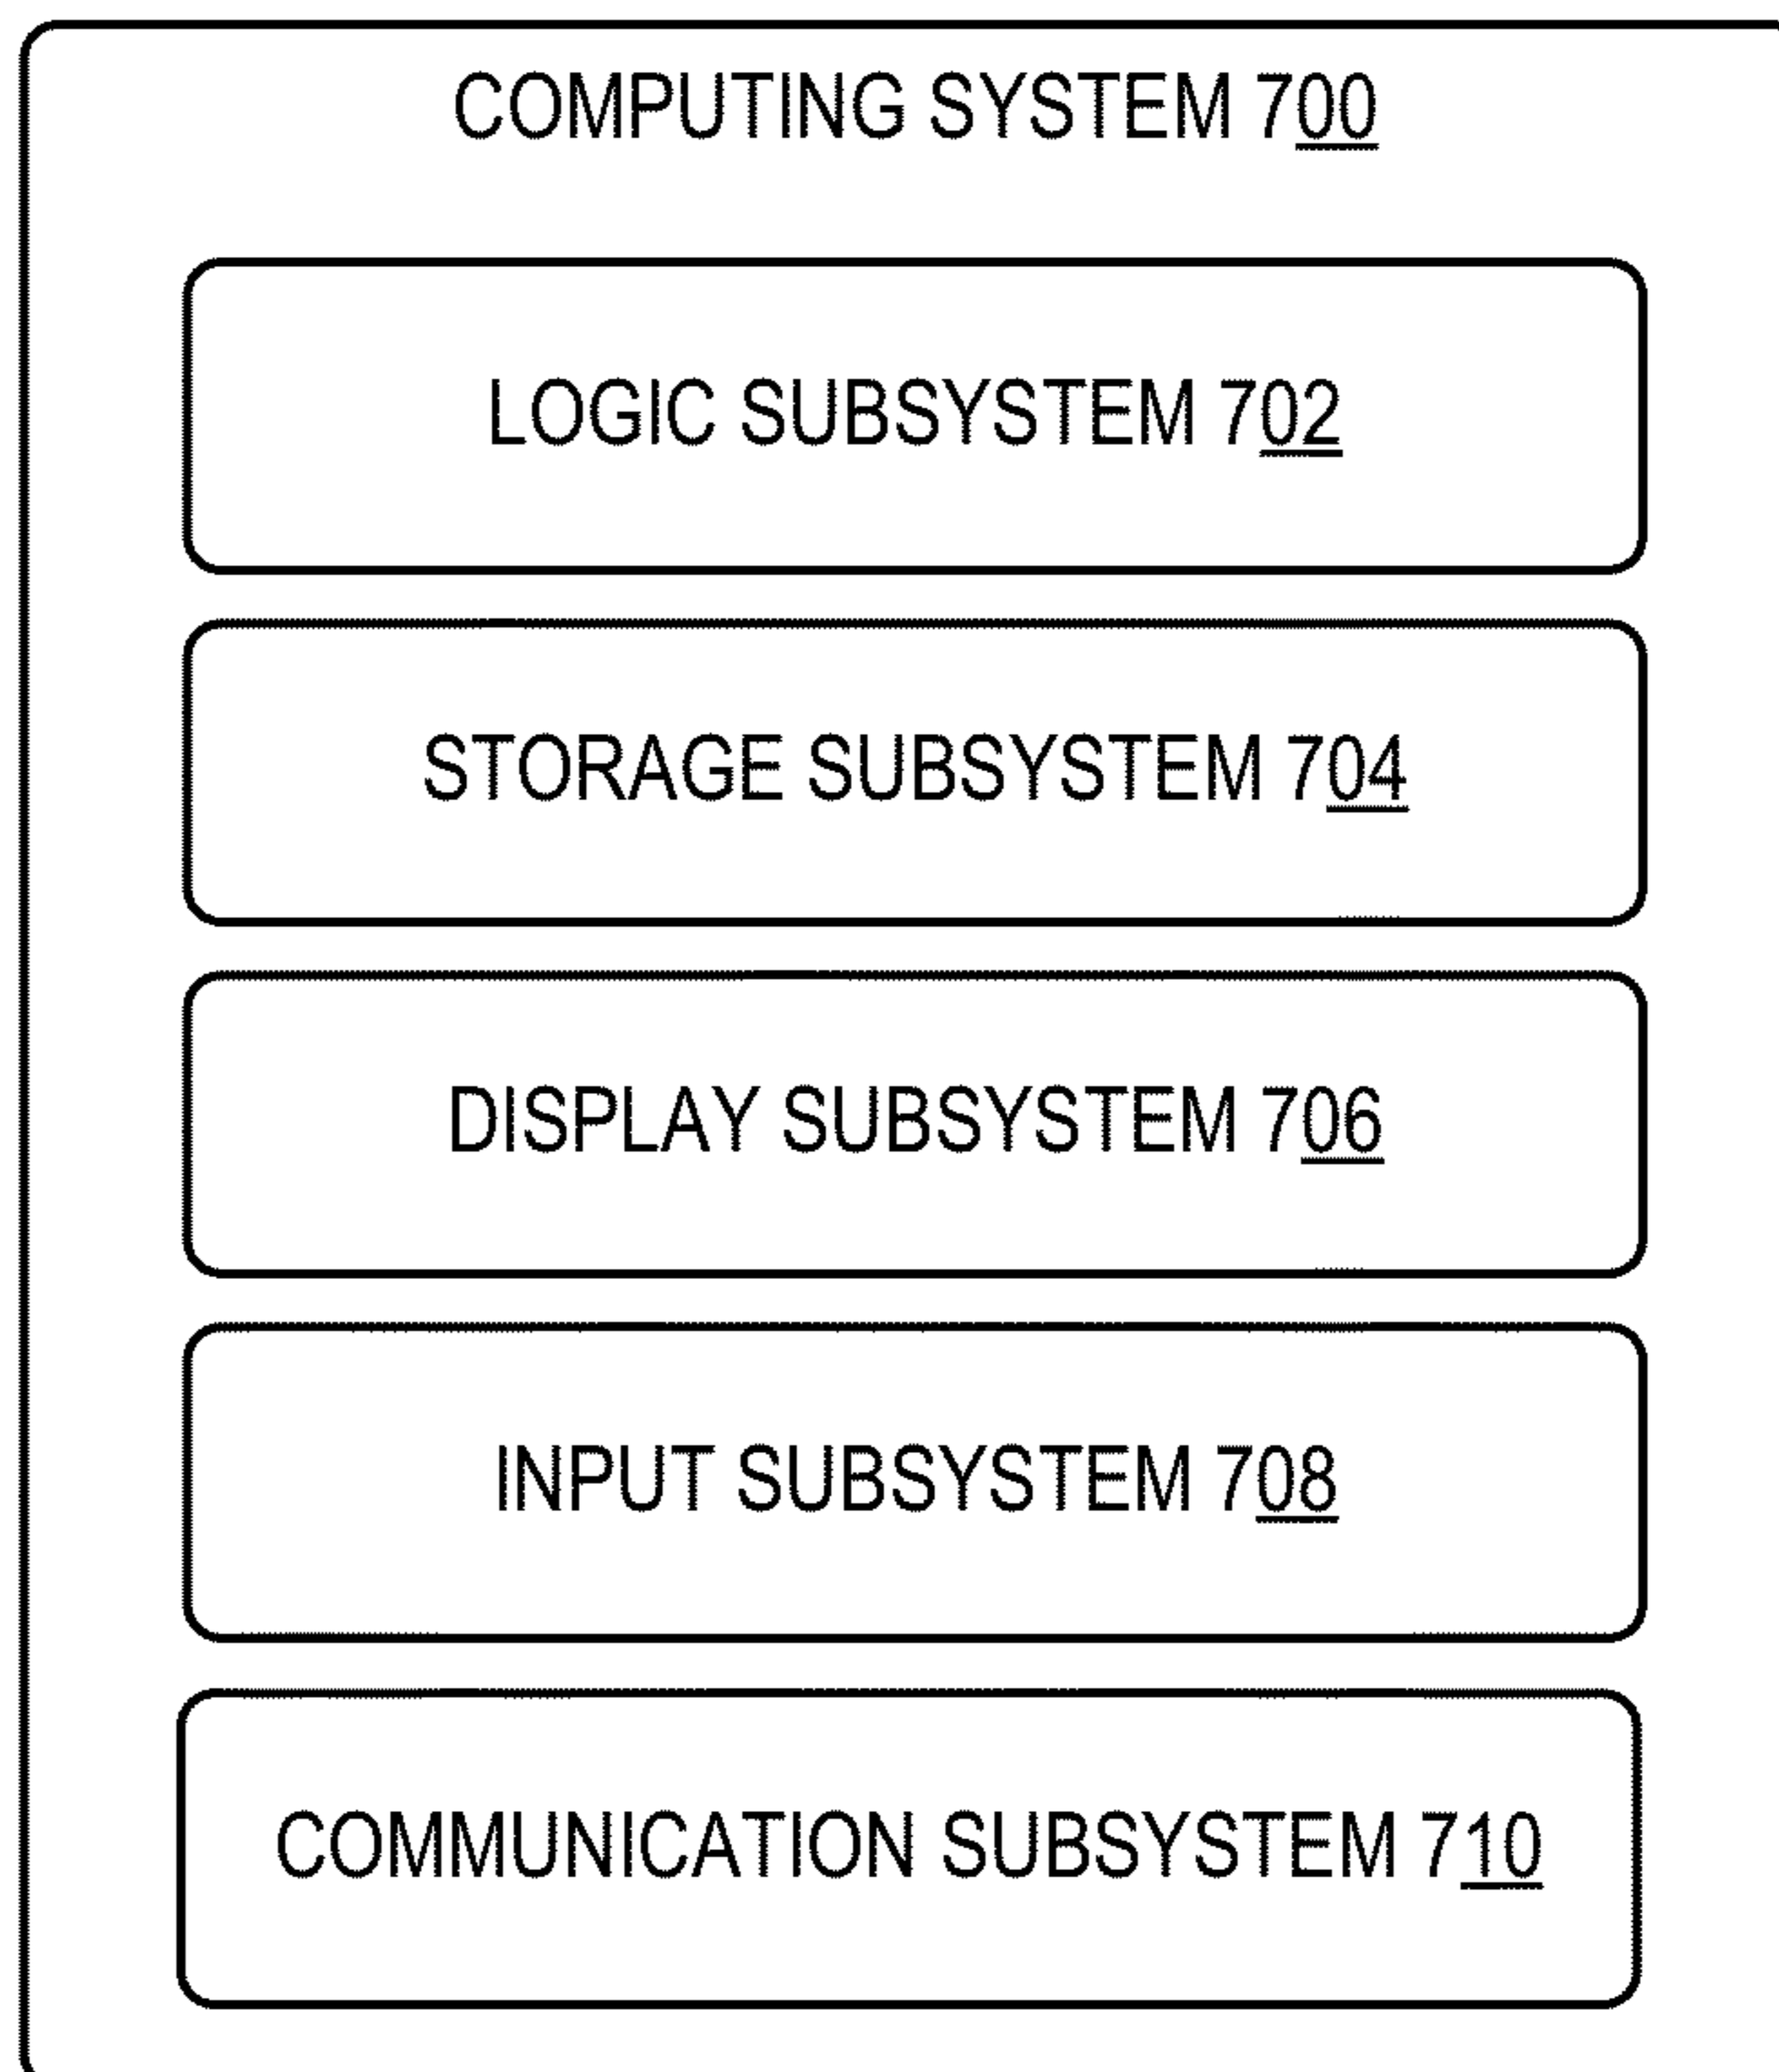 COMPUTING SYSTEM 700
LOGIC SUBSYSTEM 702
STORAGE SUBSYSTEM 704
DISPLAY SUBSYSTEM 706
INPUT SUBSYSTEM 708
COMMUNICATION SUBSYSTEM 710